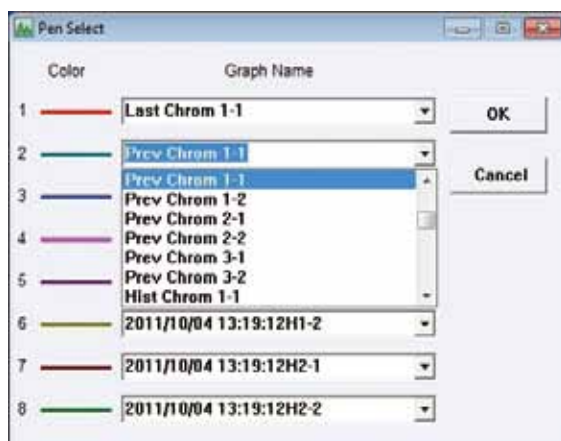 Pen Select
Color Graph Name
1 Last Chrom 1-1 OK
2 Prev Chrom 1-1
Prev Chrom 1-1 Cancel
3 Prev Chrom 1-2
Prev Chrom 2-1
4 Prev Chrom 2-2
Prev Chrom 3-1
5 Prev Chrom 3-2
Hist Chrom 1-1
6 2011/10/04 13:19:12H1-2
7 2011/10/04 13:19:12H2-1
8 2011/10/04 13:19:12H2-2